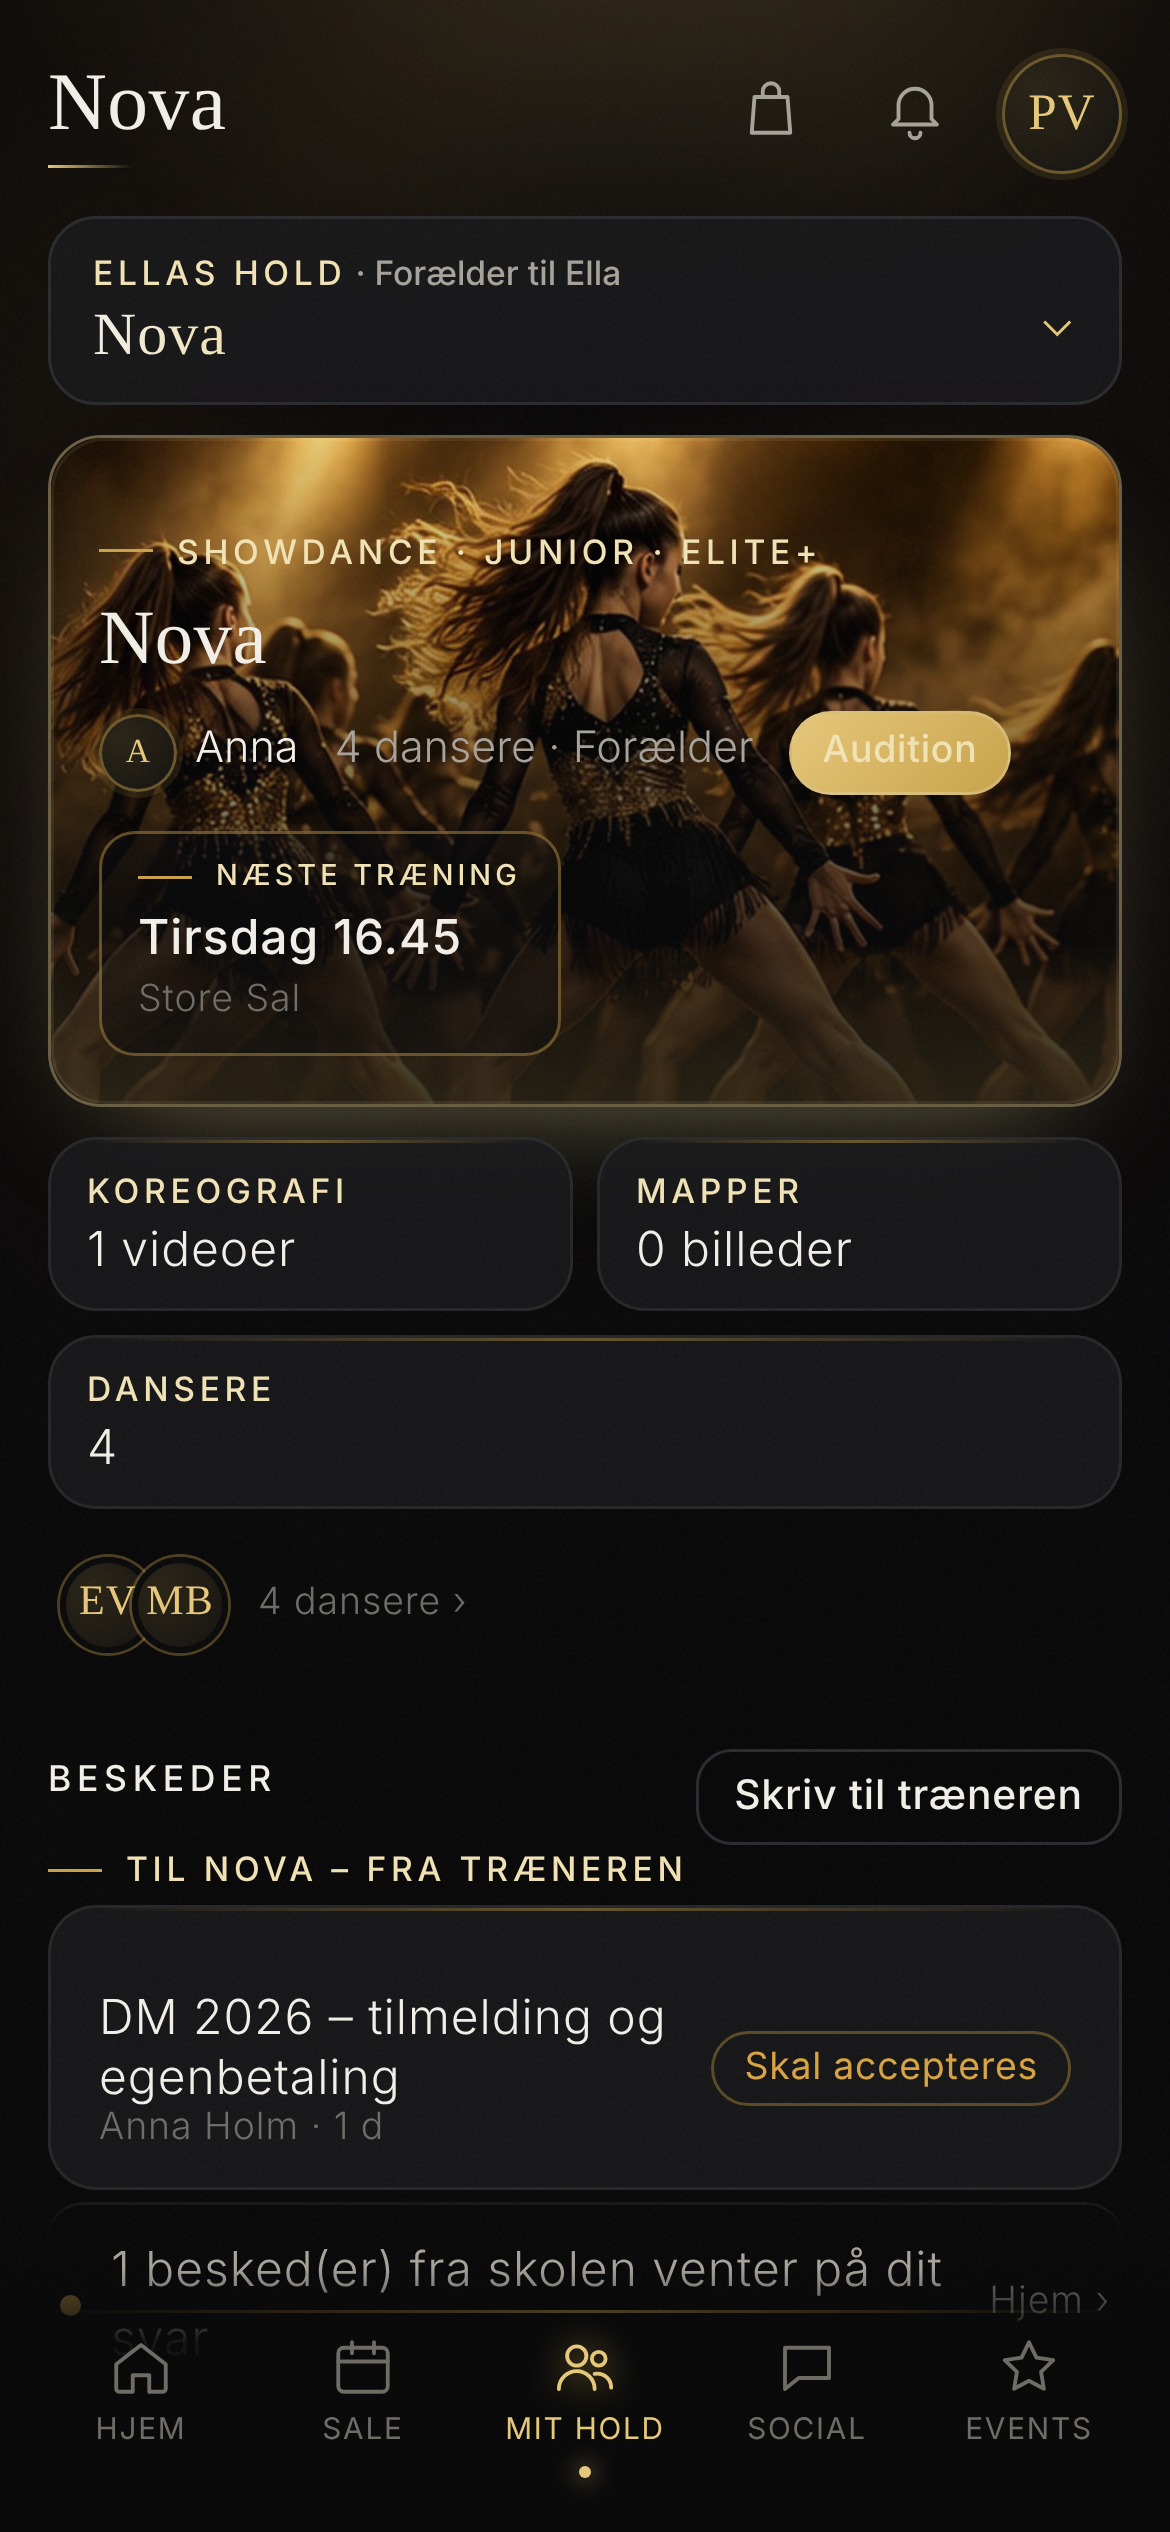 Nova
PV
ELLAS HOLD · Forælder til Ella
Nova
SHOWDANCE · JUNIOR · ELITE+
Nova
A Anna · 4 dansere · Forælder Audition
NÆSTE TRÆNING
Tirsdag 16.45
Store Sal
KOREOGRAFI
1 videoer
MAPPER
0 billeder
DANSERE
4
EV MB 4 dansere ›
BESKEDER
Skriv til træneren
TIL NOVA – FRA TRÆNEREN
DM 2026 – tilmelding og
egenbetaling
Skal accepteres
Anna Holm · 1 d
1 besked(er) fra skolen venter på dit
svar
Hjem ›
HJEM
SALE
MIT HOLD
SOCIAL
EVENTS